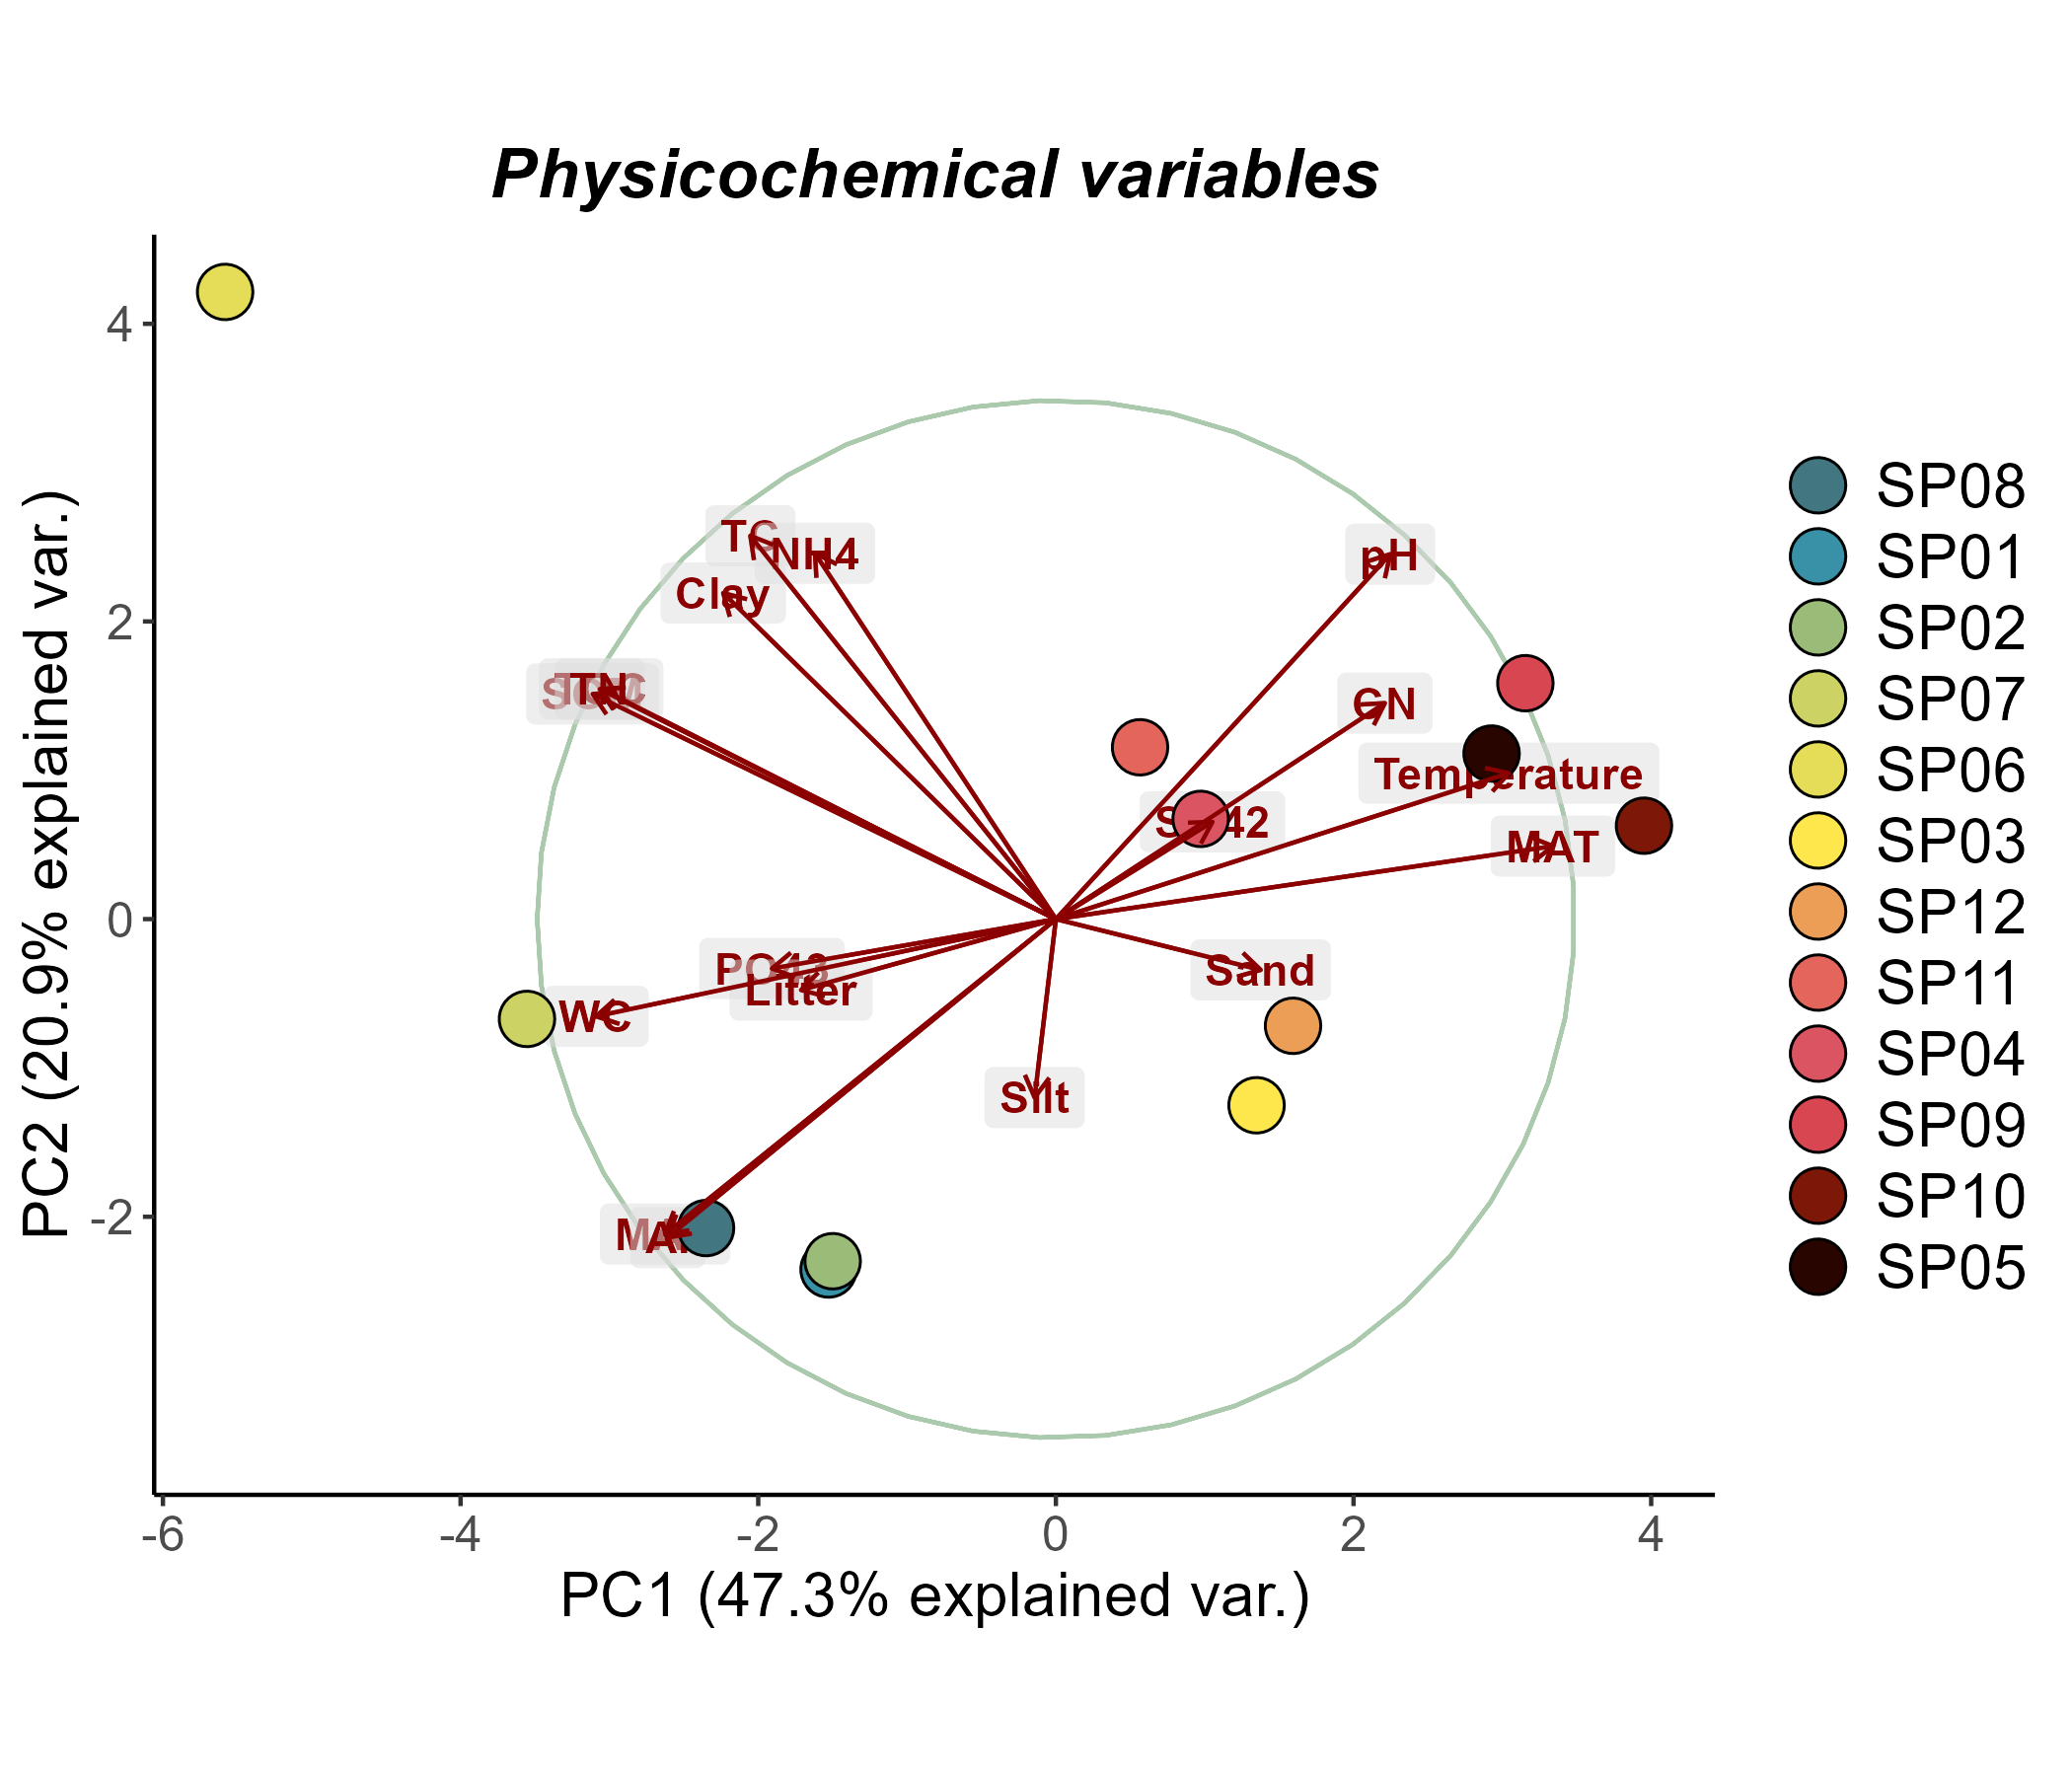 Physicochemical variables
PC2 (20.9% explained var.)
4
2
0
-2
TC
NH4
Clay
pH
TN
CN
Temperature
MAT
Sand
PO43
Litter
WC
Silt
-6
-4
-2
0
2
4
PC1 (47.3% explained var.)
SP08
SP01
SP02
SP07
SP06
SP03
SP12
SP11
SP04
SP09
SP10
SP05